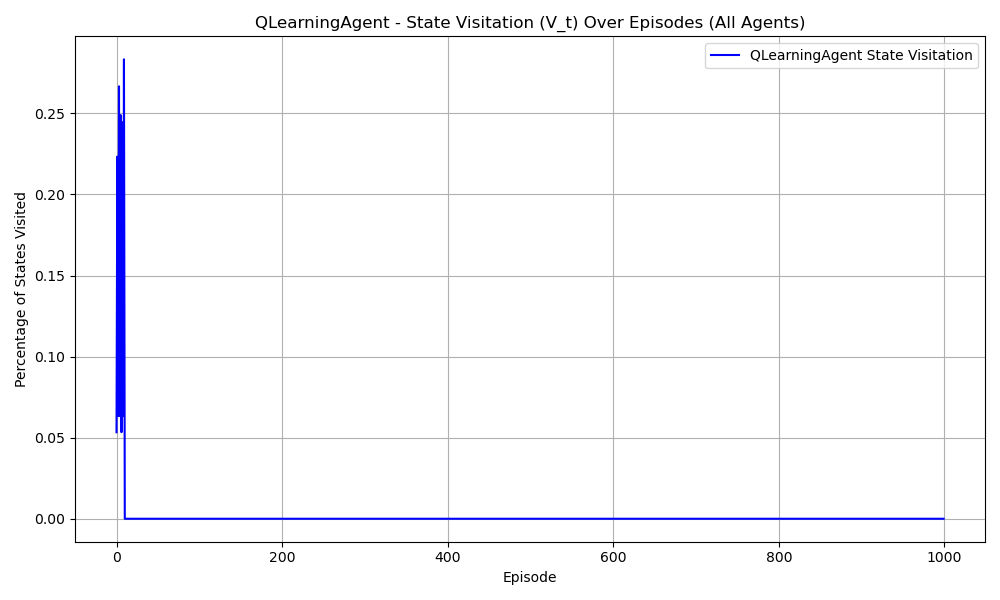 QLearningAgent - State Visitation (V_t) Over Episodes (All Agents)
QLearningAgent State Visitation
Percentage of States Visited
0.25
0.20
0.15
0.10
0.05
0.00
0 200 400 600 800 1000
Episode